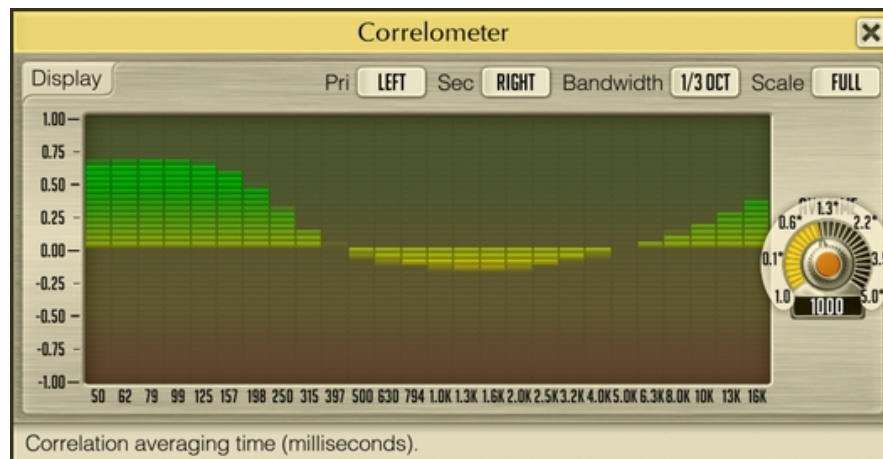 Correlometer
Display
Pri LEFT Sec RIGHT Bandwidth 1/3 OCT Scale FULL
1.00
0.75
0.50
0.25
0.00
-0.25
-0.50
-0.75
-1.00
50 62 79 99 125 157 198 250 315 397 500 630 794 1.0K 1.3K 1.6K 2.0K 2.5K 3.2K 4.0K 5.0K 6.3K 8.0K 10K 13K 16K
1.0 0.1" 0.6" 1.3" 2.2" 5.0"
1000
Correlation averaging time (milliseconds).